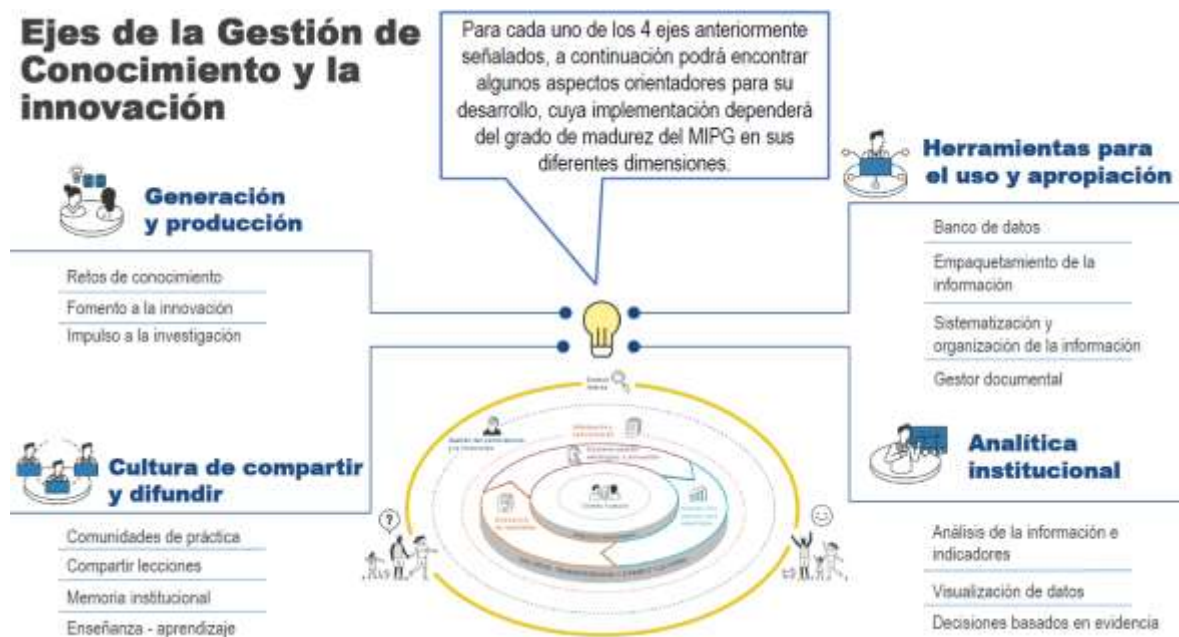 Ejes de la Gestión de
Conocimiento y la
innovación
Para cada uno de los 4 ejes anteriormente
señalados, a continuación podrá encontrar
algunos aspectos orientadores para su
desarrollo, cuya implementación dependerá
del grado de madurez del MIPG en sus
diferentes dimensiones.
Generación
y producción
Retos de conocimiento
Fomento a la innovación
Impulso a la investigación
Herramientas para
el uso y apropiación
Banco de datos
Empaquetamiento de la
información
Sistematización y
organización de la información
Gestor documental
Cultura de compartir
y difundir
Comunidades de práctica
Compartir lecciones
Memoria institucional
Enseñanza - aprendizaje
Analítica
institucional
Análisis de la información e
indicadores
Visualización de datos
Decisiones basados en evidencia